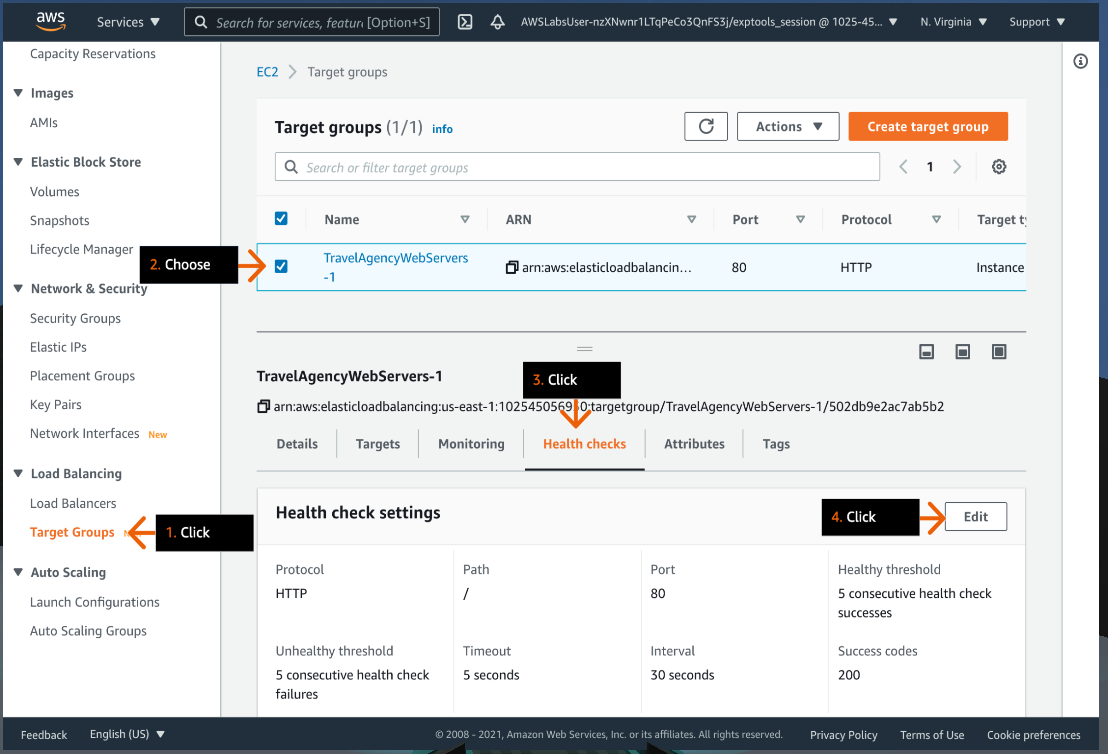 aws
Services ▼
Search for services, featur [Option+S]
AWSLabsUser-nzXNwnr1LTqPeCo3QnFS3j/exptools_session @ 1025-45... ▼
N. Virginia ▼
Support ▼
Capacity Reservations
Images
AMIs
Elastic Block Store
Volumes
Snapshots
Lifecycle Manager
Network & Security
Security Groups
Elastic IPs
Placement Groups
Key Pairs
Network Interfaces New
Load Balancing
Load Balancers
Target Groups
Auto Scaling
Launch Configurations
Auto Scaling Groups
1. Click
2. Choose
EC2 > Target groups
Target groups (1/1) info
Actions ▼
Create target group
Search or filter target groups
1
Name ARN Port Protocol Target
TravelAgencyWebServers
-1
arn:aws:elasticloadbalancin...
80
HTTP
Instance
TravelAgencyWebServers-1
3. Click
arn:aws:elasticloadbalancing:us-east-1:102545056950:targetgroup/TravelAgencyWebServers-1/502db9e2ac7ab5b2
Details Targets Monitoring Health checks Attributes Tags
Health check settings
4. Click
Edit
Protocol
HTTP
Path
/
Port
80
Healthy threshold
5 consecutive health check
successes
Unhealthy threshold
5 consecutive health check
failures
Timeout
5 seconds
Interval
30 seconds
Success codes
200
Feedback English (US) ▼
© 2008 - 2021, Amazon Web Services, Inc. or its affiliates. All rights reserved.
Privacy Policy Terms of Use Cookie preferences